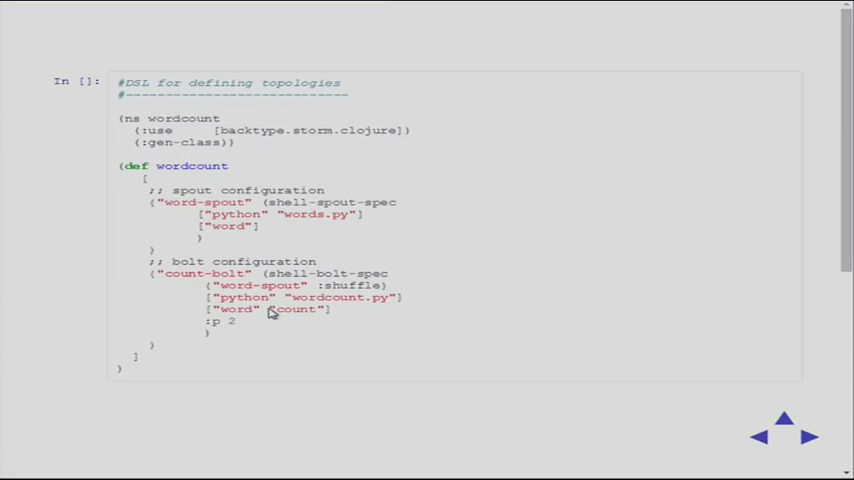 In []:
#DSL for defining topologies
#----------------------------
(ns wordcount
(:use [backtype.storm.clojure])
(:gen-class))
(def wordcount
[
;; spout configuration
{"word-spout" (shell-spout-spec
["python" "words.py"]
["word"]
)
}
;; bolt configuration
{"count-bolt" (shell-bolt-spec
{"word-spout" :shuffle}
["python" "wordcount.py"]
["word" "count"]
:p 2
)
}
]
)